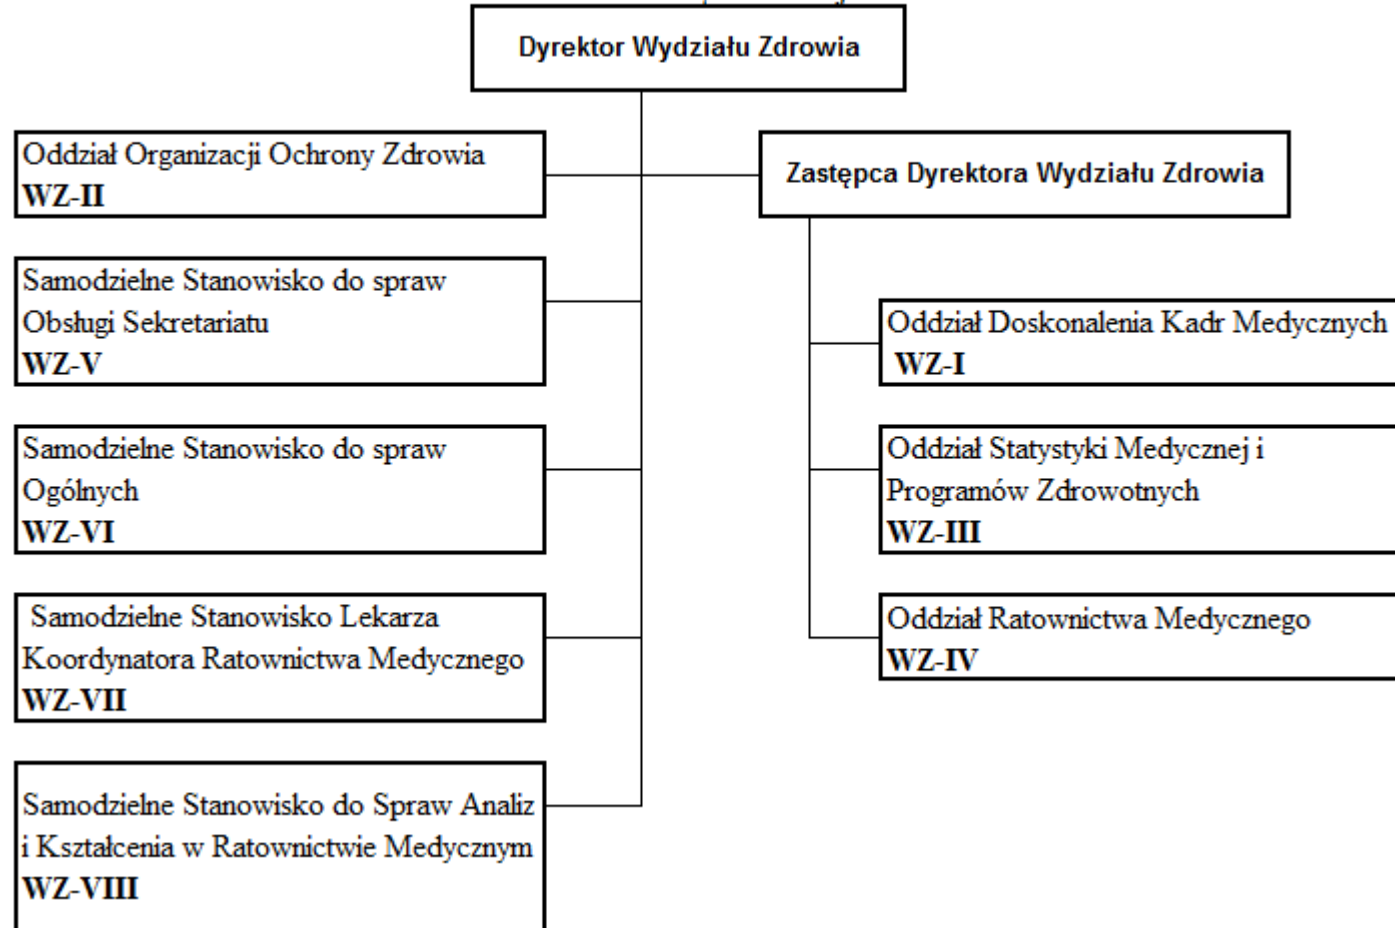 Dyrektor Wydziału Zdrowia
Oddział Organizacji Ochrony Zdrowia
WZ-II
Zastępca Dyrektora Wydziału Zdrowia
Samodzielne Stanowisko do spraw
Obsługi Sekretariatu
WZ-V
Oddział Doskonalenia Kadr Medycznych
WZ-I
Samodzielne Stanowisko do spraw
Ogólnych
WZ-VI
Oddział Statystyki Medycznej i
Programów Zdrowotnych
WZ-III
Samodzielne Stanowisko Lekarza
Koordynatora Ratownictwa Medycznego
WZ-VII
Oddział Ratownictwa Medycznego
WZ-IV
Samodzielne Stanowisko do Spraw Analiz
i Kształcenia w Ratownictwie Medycznym
WZ-VIII